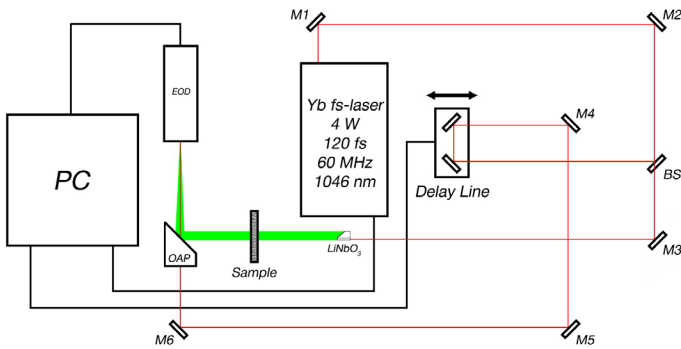 M1
M2
EOD
Yb fs-laser
4 W
120 fs
60 MHz
1046 nm
M4
PC
Delay Line
BS
OAP
Sample
LiNbO3
M3
M6
M5